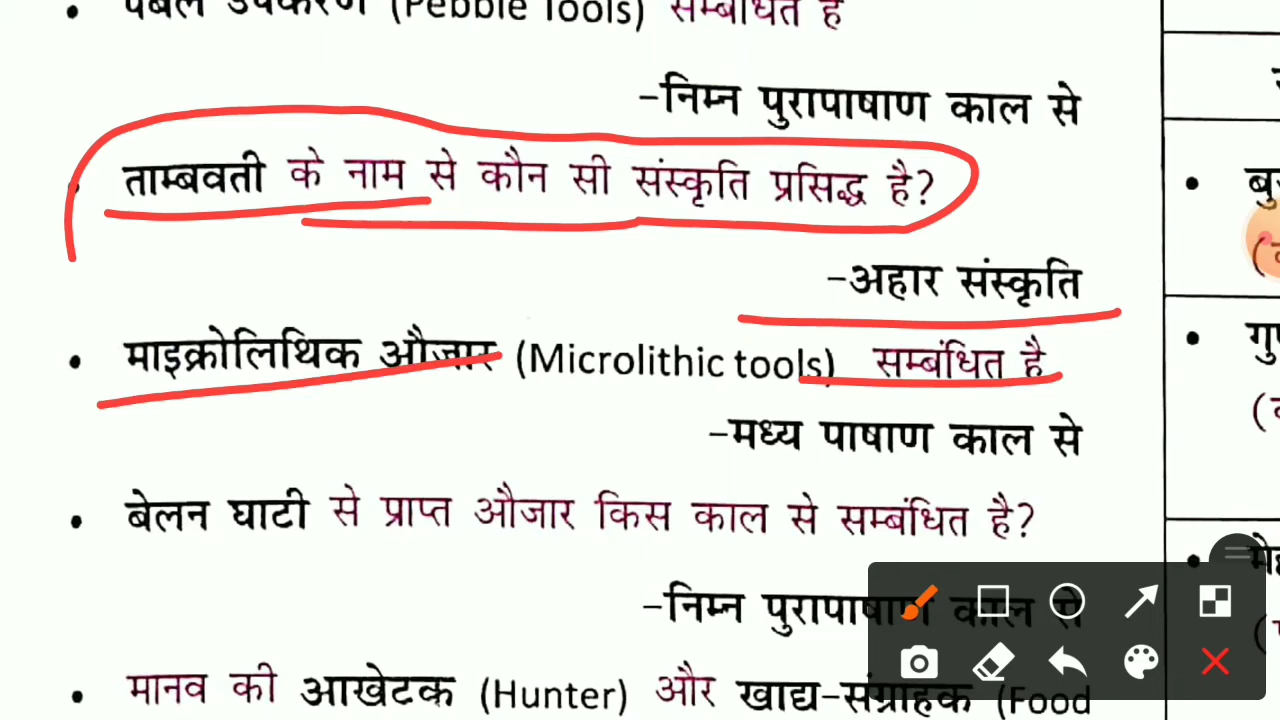 पेबल उपकरण (Pebble Tools) सम्बंधित है
-निम्न पुरापाषाण काल से
• ताम्बवती के नाम से कौन सी संस्कृति प्रसिद्ध है?
-अहार संस्कृति
• माइक्रोलिथिक औजार (Microlithic tools) सम्बंधित है
-मध्य पाषाण काल से
• बेलन घाटी से प्राप्त औजार किस काल से सम्बंधित है?
-निम्न पुरापाषाण काल से
• मानव की आखेटक (Hunter) और खाद्य-संग्राहक (Food